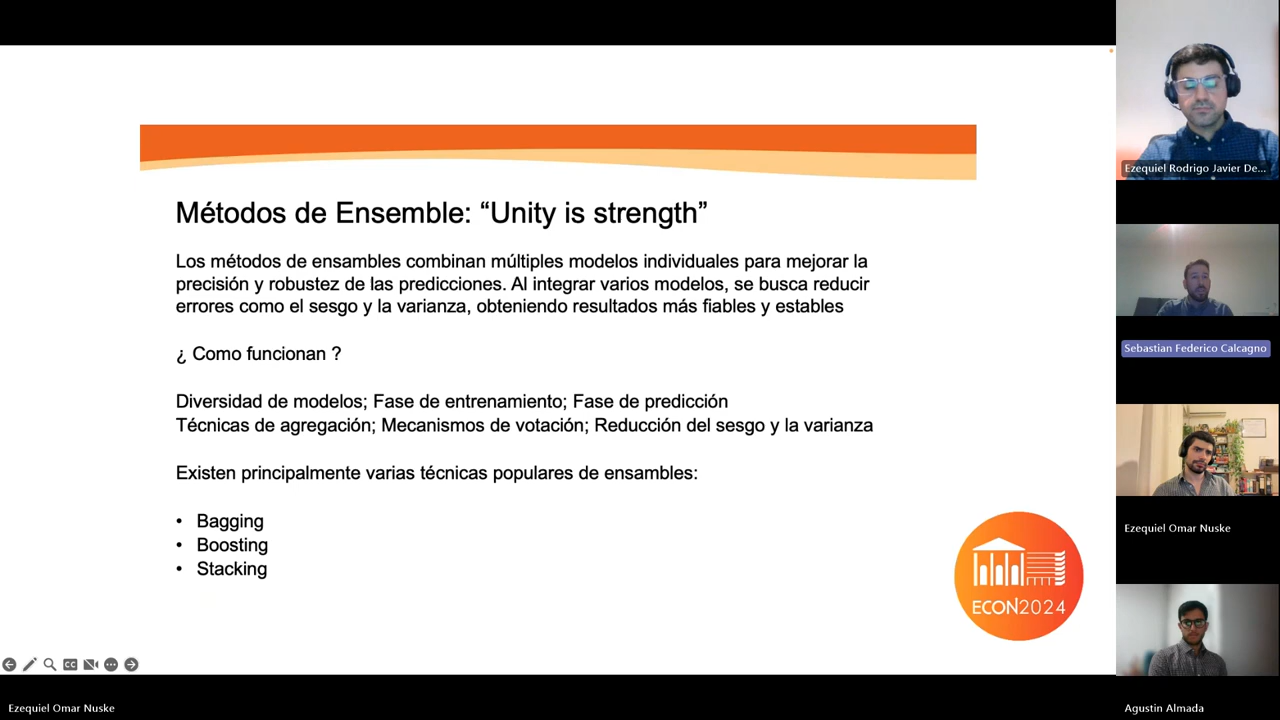 Métodos de Ensemble: “Unity is strength”
Los métodos de ensambles combinan múltiples modelos individuales para mejorar la
precisión y robustez de las predicciones. Al integrar varios modelos, se busca reducir
errores como el sesgo y la varianza, obteniendo resultados más fiables y estables
¿ Como funcionan ?
Diversidad de modelos; Fase de entrenamiento; Fase de predicción
Técnicas de agregación; Mecanismos de votación; Reducción del sesgo y la varianza
Existen principalmente varias técnicas populares de ensambles:
• Bagging
• Boosting
• Stacking
ECON2024
CC
Ezequiel Omar Nuske
Ezequiel Rodrigo Javier De...
Sebastian Federico Calcagno
Ezequiel Omar Nuske
Agustin Almada